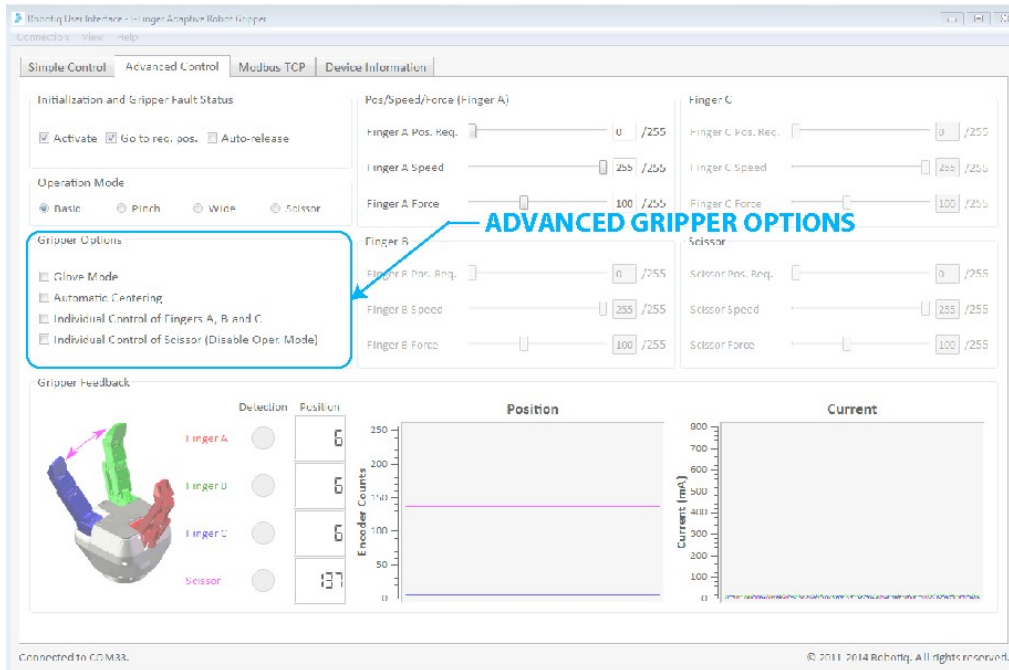 Robotiq User Interface - 3-Finger Adaptive Robot Gripper
Connection View Help
Simple Control Advanced Control Modbus TCP Device Information
Initialization and Gripper Fault Status
Activate Go to req. pos. Auto-release
Operation Mode
Basic Pinch Wide Scissor
Gripper Options
Glove Mode
Automatic Centering
Individual Control of Fingers A, B and C
Individual Control of Scissor (Disable Oper. Mode)
Pos/Speed/Force (Finger A)
Finger A Pos. Req. 0 /255
Finger A Speed 255 /255
Finger A Force 100 /255
Finger C
Finger C Pos. Req. 0 /255
Finger C Speed 255 /255
Finger C Force 100 /255
ADVANCED GRIPPER OPTIONS
Finger B
Finger B Pos. Req. 0 /255
Finger B Speed 255 /255
Finger B Force 100 /255
Scissor
Scissor Pos. Req. 0 /255
Scissor Speed 255 /255
Scissor Force 100 /255
Gripper Feedback
Detection Position
Finger A 6
Finger B 6
Finger C 6
Scissor 137
Position
Encoder Counts
250
200
150
100
50
0
Current
Current (mA)
800
700
600
500
400
300
200
100
0
Connected to COM33.
© 2011-2014 Robotiq. All rights reserved.